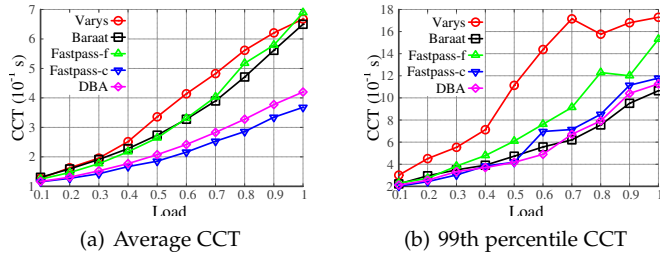 7
6
5
4
3
2
1
CCT (10⁻¹ s)
Varys
Baraat
Fastpass-f
Fastpass-c
DBA
0.1 0.2 0.3 0.4 0.5 0.6 0.7 0.8 0.9 1
Load
(a) Average CCT
18
16
14
12
10
8
6
4
2
CCT (10⁻¹ s)
Varys
Baraat
Fastpass-f
Fastpass-c
DBA
0.1 0.2 0.3 0.4 0.5 0.6 0.7 0.8 0.9 1
Load
(b) 99th percentile CCT